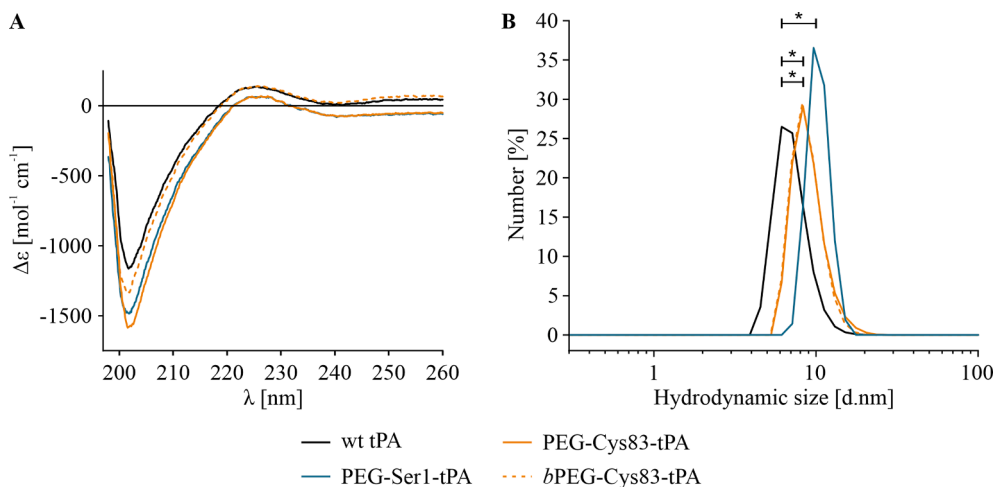 A
0
-500
-1000
-1500
Δε [mol⁻¹ cm⁻¹]
200 210 220 230 240 250 260
λ [nm]
B
*
*
*
40
35
30
25
20
15
10
5
0
Number [%]
1 10 100
Hydrodynamic size [d.nm]
wt tPA
PEG-Cys83-tPA
PEG-Ser1-tPA
bPEG-Cys83-tPA